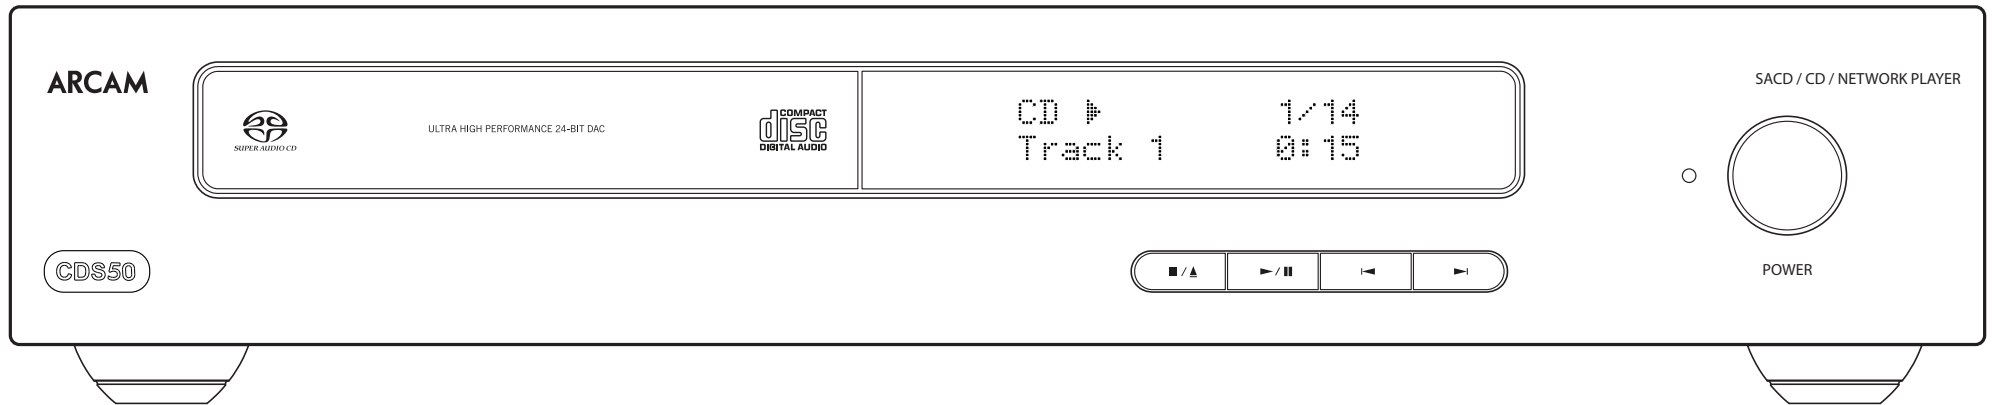 ARCAM
SACD / CD / NETWORK PLAYER
SUPER AUDIO CD
ULTRA HIGH PERFORMANCE 24-BIT DAC
COMPACT
disc
DIGITAL AUDIO
CD 1/14
Track 1 0:15
CDS50
POWER